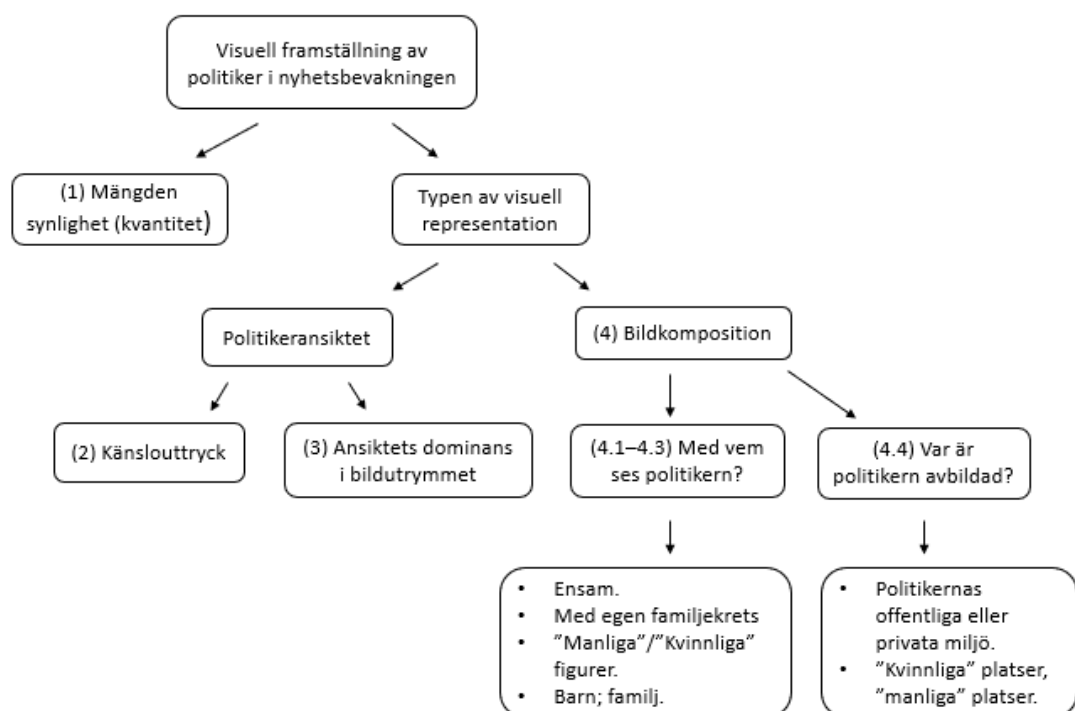 Visuell framställning av
politiker i nyhetsbevakningen
(1) Mängden
synlighet (kvantitet)
Typen av visuell
representation
Politikeransiktet
(4) Bildkomposition
(2) Känslouttryck
(3) Ansiktets dominans
i bildutrymmet
(4.1–4.3) Med vem
ses politikern?
(4.4) Var är
politikern avbildad?
• Ensam.
• Med egen familjekrets
• ”Manliga”/”Kvinnliga”
figurer.
• Barn; familj.
• Politikernas
offentliga eller
privata miljö.
• ”Kvinnliga” platser,
”manliga” platser.